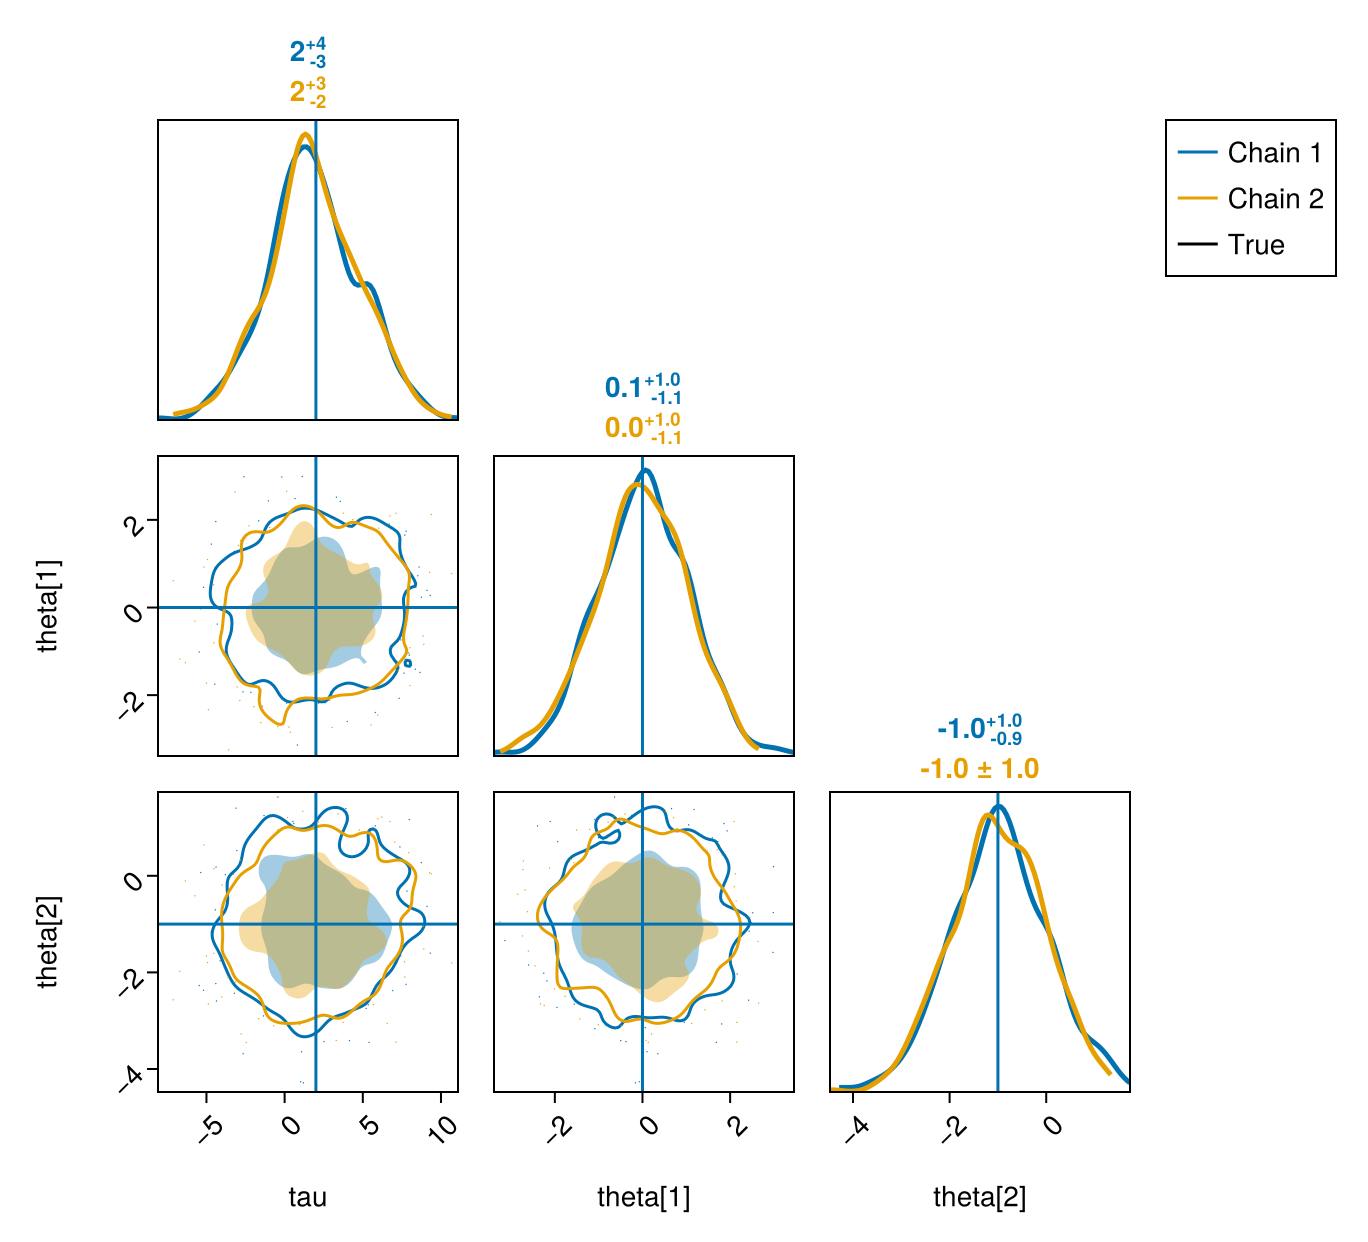 2+4-3
2+3-2
Chain 1
Chain 2
True
0.1+1.0-1.1
0.0+1.0-1.1
2
0
−2
theta[1]
-1.0+1.0-0.9
-1.0 ± 1.0
0
−2
−4
theta[2]
−5 0 5 10
−2 0 2
−4 −2 0
tau
theta[1]
theta[2]